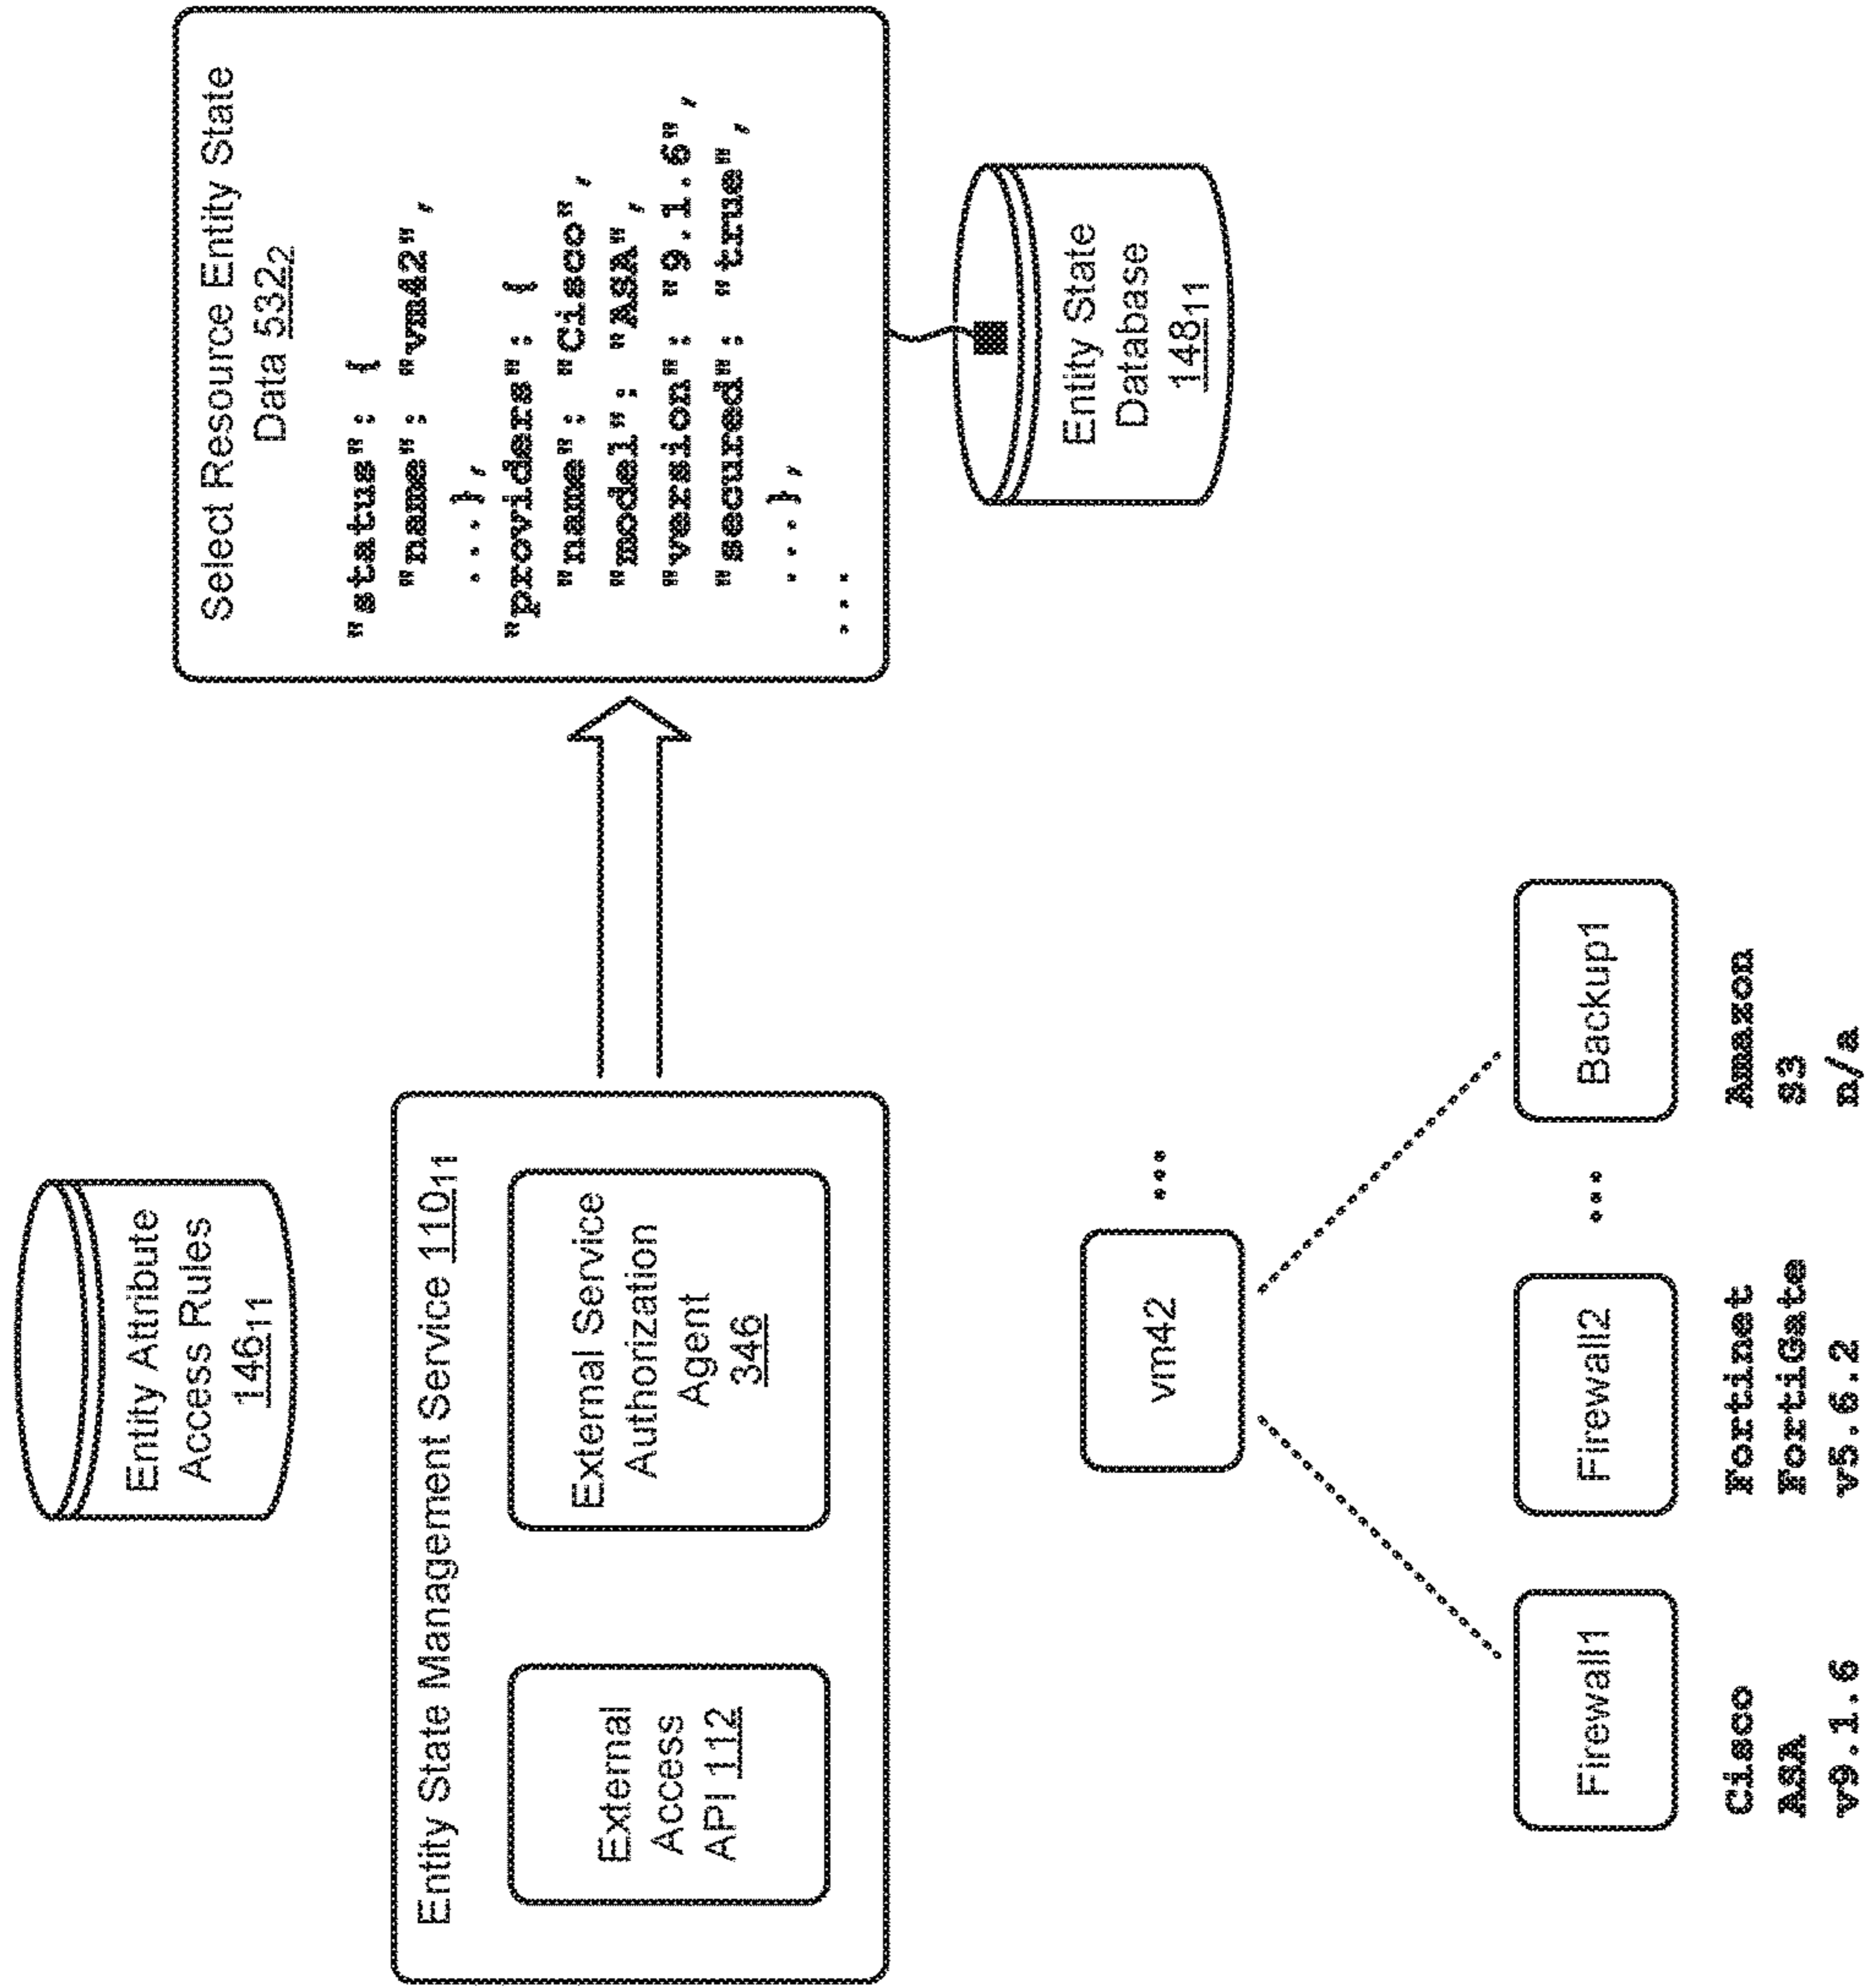 Entity Attribute
Access Rules
146₁₁
Entity State Management Service 110₁₁
External
Access
API 112
External Service
Authorization
Agent
346
Select Resource Entity State
Data 532₂
"status": {
"name": "vm42",
...},
"providers": {
"name": "Cisco",
"model": "ASA",
"version": "9.1.6",
"secured": "true",
...},
...
Entity State
Database
148₁₁
vm42
...
Firewall1
Firewall2
...
Backup1
Cisco
ASA
v9.1.6
Fortinet
FortiGate
v5.6.2
Amazon
S3
n/a